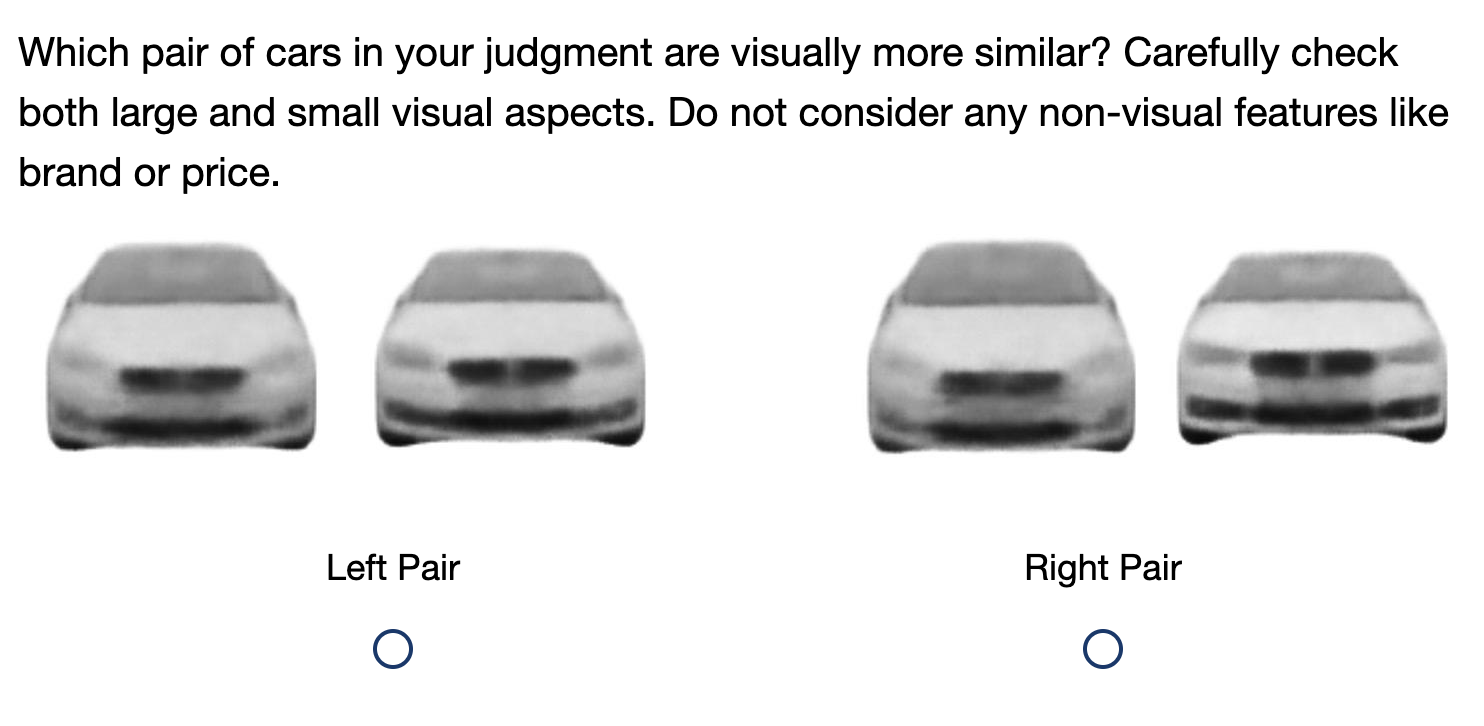 Which pair of cars in your judgment are visually more similar? Carefully check
both large and small visual aspects. Do not consider any non-visual features like
brand or price.
Left Pair
Right Pair